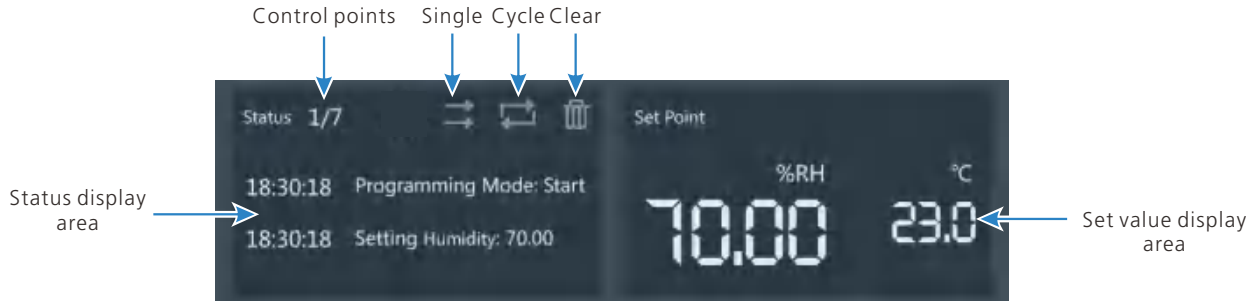 Control points Single Cycle Clear
Status 1/7
Set Point
%RH °C
18:30:18 Programming Mode: Start
70.00 23.0
Status display
area
18:30:18 Setting Humidity: 70.00
Set value display
area